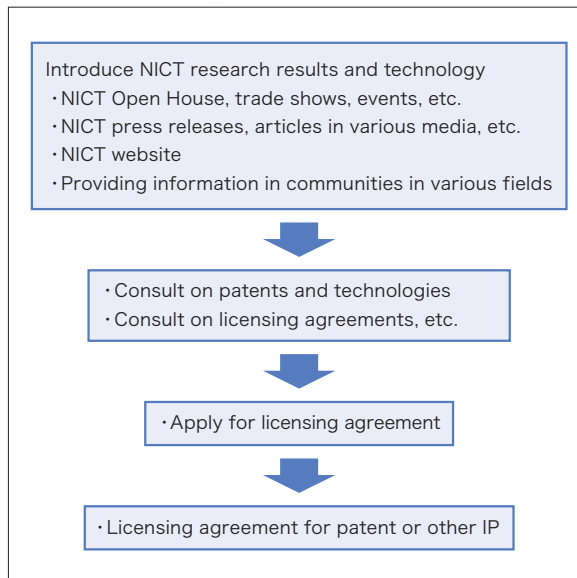 Introduce NICT research results and technology
・NICT Open House, trade shows, events, etc.
・NICT press releases, articles in various media, etc.
・NICT website
・Providing information in communities in various fields
・Consult on patents and technologies
・Consult on licensing agreements, etc.
・Apply for licensing agreement
・Licensing agreement for patent or other IP